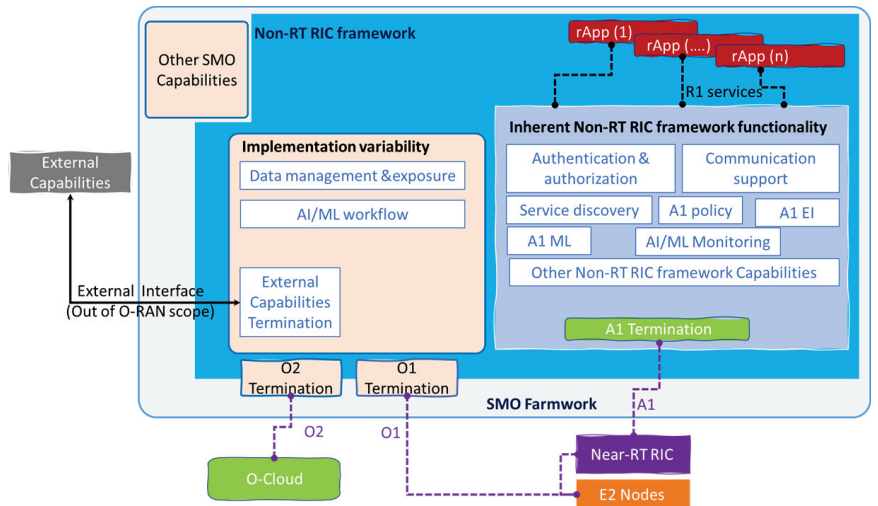 Non-RT RIC framework
rApp (1)
rApp (....)
rApp (n)
Other SMO
Capabilities
R1 services
Inherent Non-RT RIC framework functionality
Implementation variability
Authentication &
authorization
Communication
support
External
Capabilities
Data management &exposure
Service discovery
A1 policy
A1 EI
AI/ML workflow
A1 ML
AI/ML Monitoring
Other Non-RT RIC framework Capabilities
External Interface
(Out of O-RAN scope)
External
Capabilities
Termination
A1 Termination
O2
Termination
O1
Termination
SMO Farmwork
A1
O2
O1
Near-RT RIC
O-Cloud
E2 Nodes